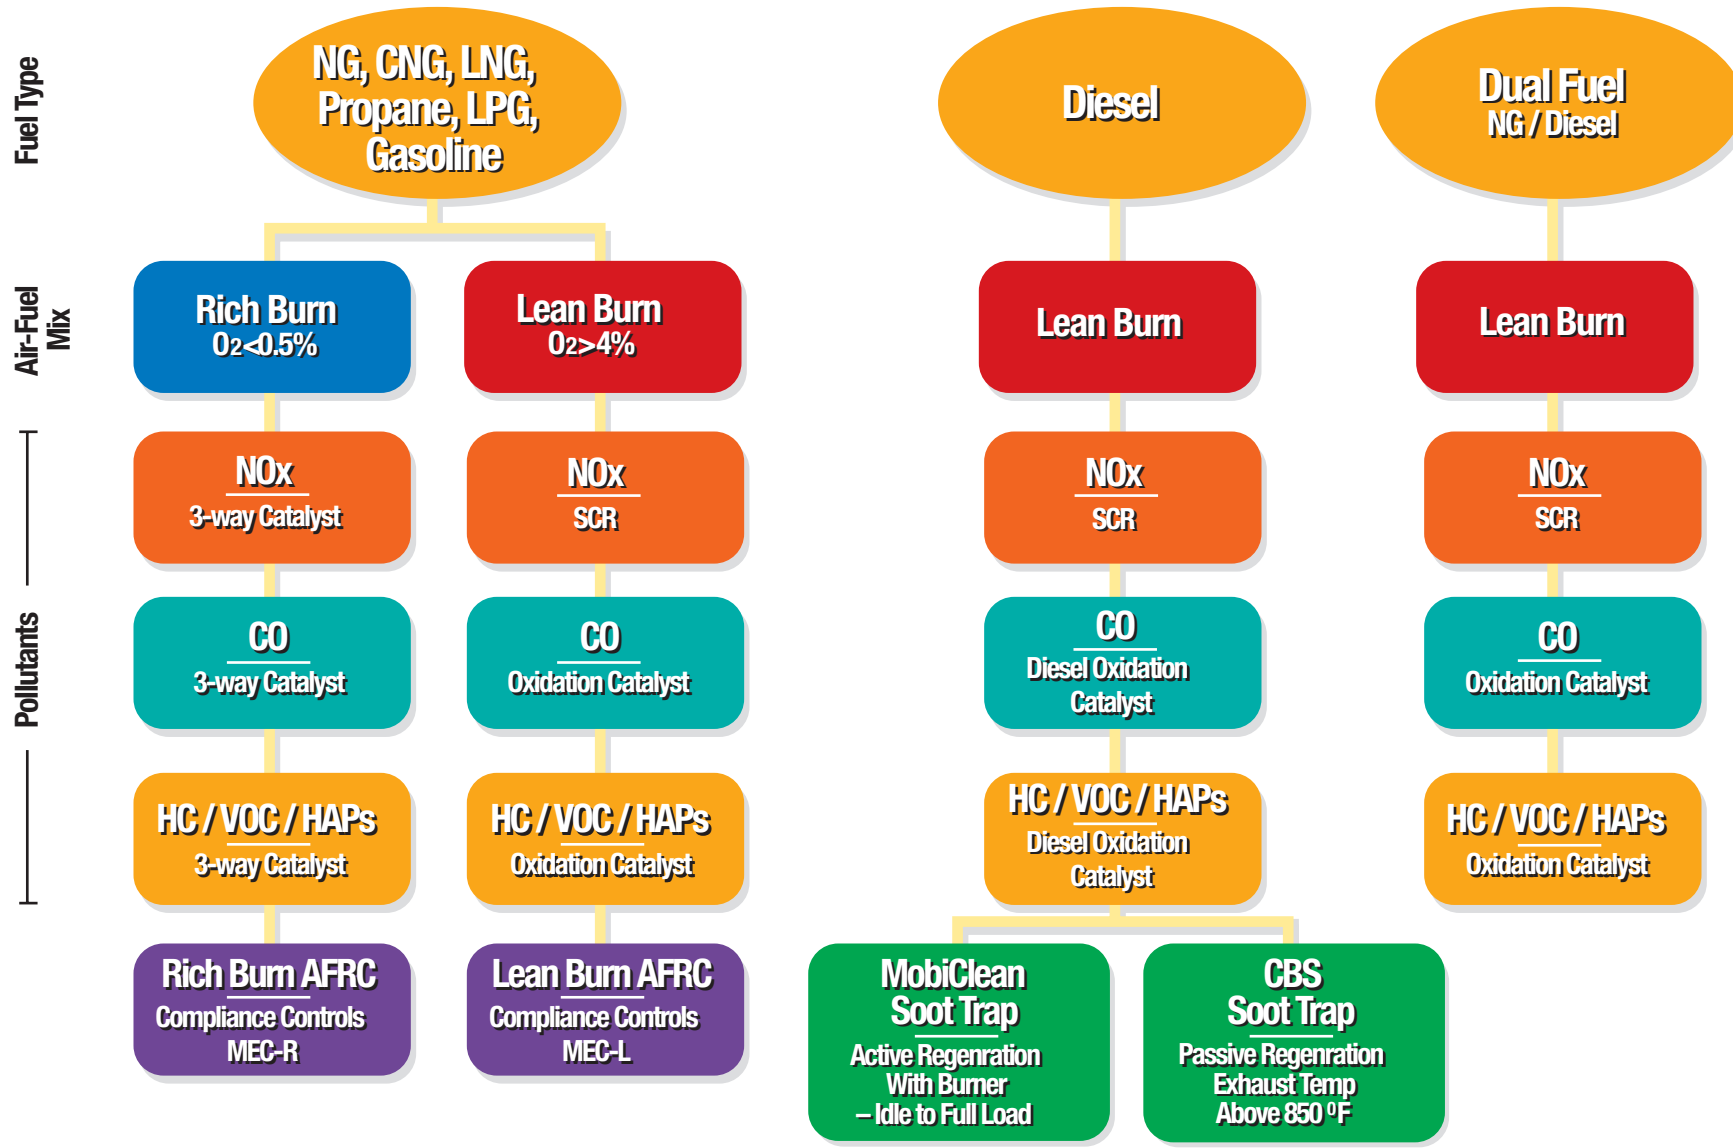 Fuel Type
NG, CNG, LNG,
Propane, LPG,
Gasoline
Diesel
Dual Fuel
NG / Diesel
Air-Fuel
Mix
Rich Burn
O2<0.5%
Lean Burn
O2>4%
Lean Burn
Lean Burn
Pollutants
NOx
3-way Catalyst
NOx
SCR
NOx
SCR
NOx
SCR
CO
3-way Catalyst
CO
Oxidation Catalyst
CO
Diesel Oxidation
Catalyst
CO
Oxidation Catalyst
HC / VOC / HAPs
3-way Catalyst
HC / VOC / HAPs
Oxidation Catalyst
HC / VOC / HAPs
Diesel Oxidation
Catalyst
HC / VOC / HAPs
Oxidation Catalyst
Rich Burn AFRC
Compliance Controls
MEC-R
Lean Burn AFRC
Compliance Controls
MEC-L
MobiClean
Soot Trap
Active Regenration
With Burner
– Idle to Full Load
CBS
Soot Trap
Passive Regenration
Exhaust Temp
Above 850 ⁰F